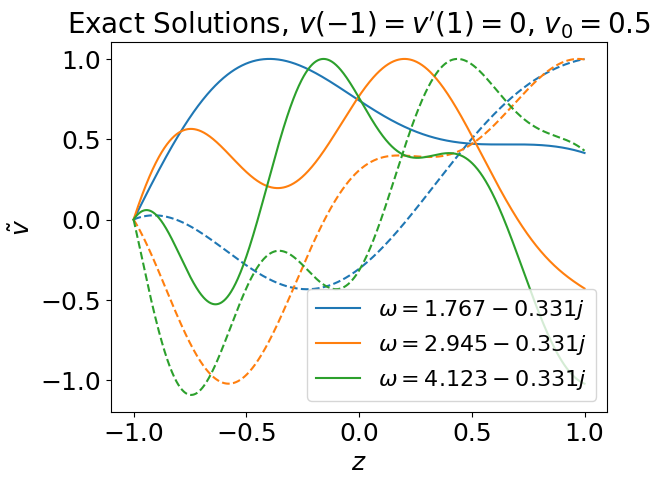 Exact Solutions, v(−1) = v′(1) = 0, v₀ = 0.5
1.0
0.5
0.0
−0.5
−1.0
ṽ
ω = 1.767 − 0.331j
ω = 2.945 − 0.331j
ω = 4.123 − 0.331j
−1.0 −0.5 0.0 0.5 1.0
z